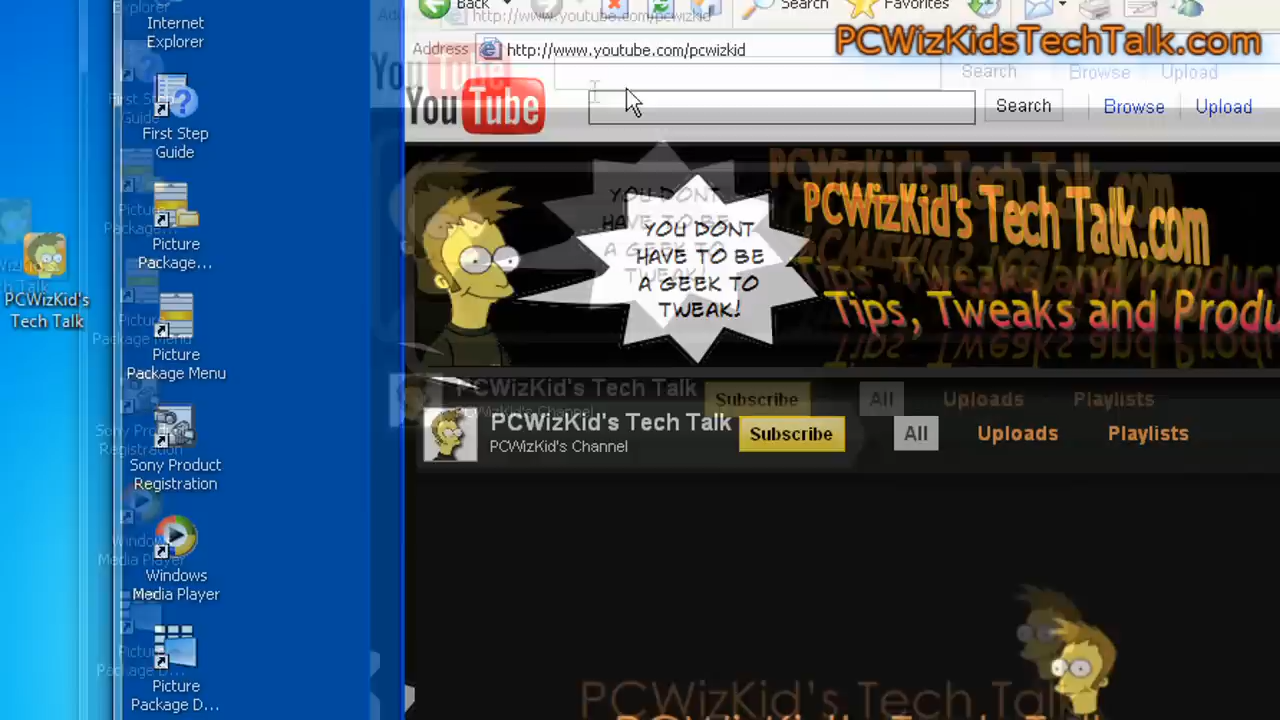 Internet
Explorer
First Step
Guide
Picture
Package...
Picture
Package Menu
Sony Product
Registration
Windows
Media Player
Picture
Package D...
PCWizKid's
Tech Talk
Back
Search
Favorites
Address
http://www.youtube.com/pcwizkid
PCWizKidsTechTalk.com
YouTube
Search
Browse
Upload
YOU DONT
HAVE TO BE
A GEEK TO
TWEAK!
PCWizKid's Tech Talk.com
Tips, Tweaks and Produ
PCWizKid's Tech Talk
PCWizKid's Channel
Subscribe
All
Uploads
Playlists
PCWizKid's Tech Talk